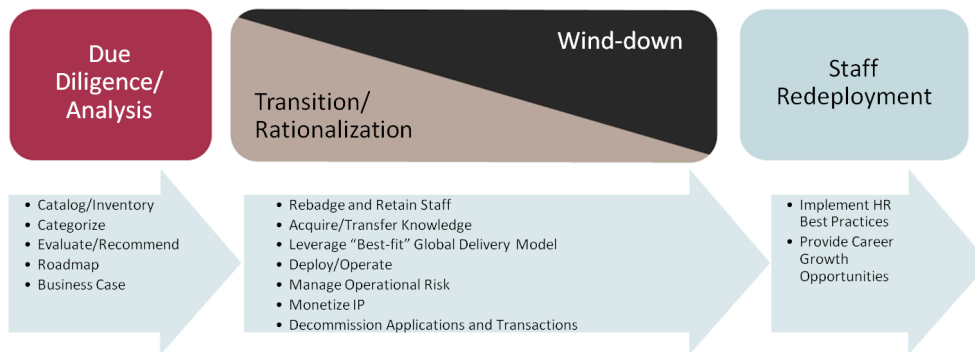 Due
Diligence/
Analysis
Wind-down
Transition/
Rationalization
Staff
Redeployment
• Catalog/Inventory
• Categorize
• Evaluate/Recommend
• Roadmap
• Business Case
• Rebadge and Retain Staff
• Acquire/Transfer Knowledge
• Leverage “Best-fit” Global Delivery Model
• Deploy/Operate
• Manage Operational Risk
• Monetize IP
• Decommission Applications and Transactions
• Implement HR
Best Practices
• Provide Career
Growth
Opportunities